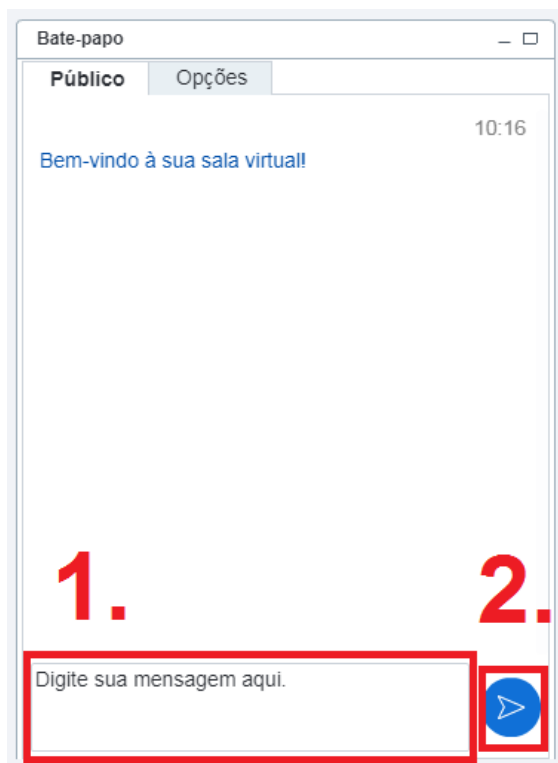 Bate-papo
Público Opções
10:16
Bem-vindo à sua sala virtual!
1. 2.
Digite sua mensagem aqui.